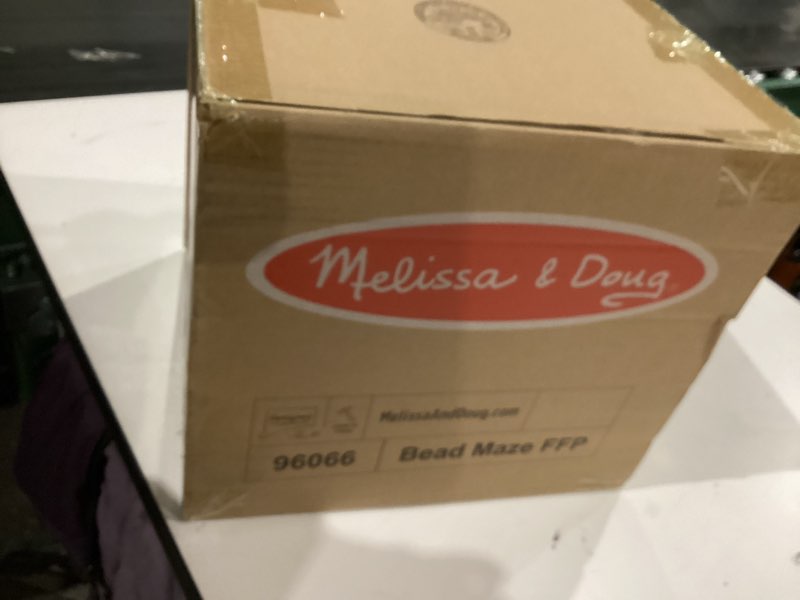 Melissa & Doug
MelissaAndDoug.com
96066
Bead Maze FFP